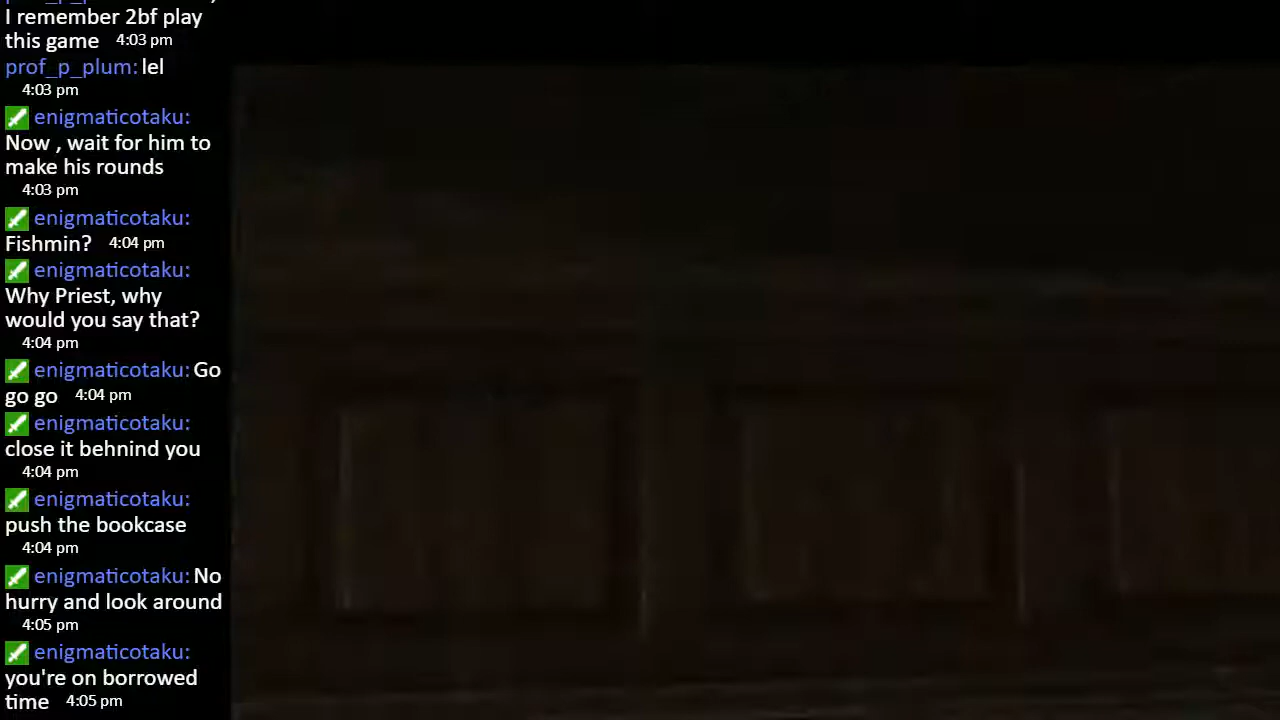 I remember 2bf play
this game 4:03 pm
prof_p_plum: lel
4:03 pm
enigmaticotaku:
Now , wait for him to
make his rounds
4:03 pm
enigmaticotaku:
Fishmin? 4:04 pm
enigmaticotaku:
Why Priest, why
would you say that?
4:04 pm
enigmaticotaku: Go
go go 4:04 pm
enigmaticotaku:
close it behnind you
4:04 pm
enigmaticotaku:
push the bookcase
4:04 pm
enigmaticotaku: No
hurry and look around
4:05 pm
enigmaticotaku:
you're on borrowed
time 4:05 pm